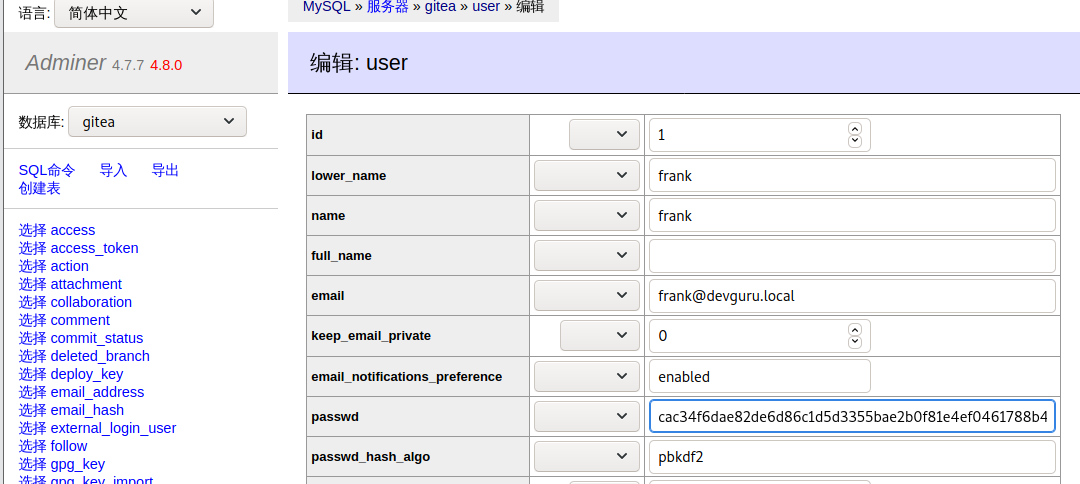 语言: 简体中文
MySQL » 服务器 » gitea » user » 编辑
Adminer 4.7.7 4.8.0
编辑: user
数据库: gitea
SQL命令 导入 导出
创建表
选择 access
选择 access_token
选择 action
选择 attachment
选择 collaboration
选择 comment
选择 commit_status
选择 deleted_branch
选择 deploy_key
选择 email_address
选择 email_hash
选择 external_login_user
选择 follow
选择 gpg_key
选择 gpg_key_import
id 1
lower_name frank
name frank
full_name
email frank@devguru.local
keep_email_private 0
email_notifications_preference enabled
passwd cac34f6dae82de6d86c1d5d3355bae2b0f81e4ef0461788b4
passwd_hash_algo pbkdf2